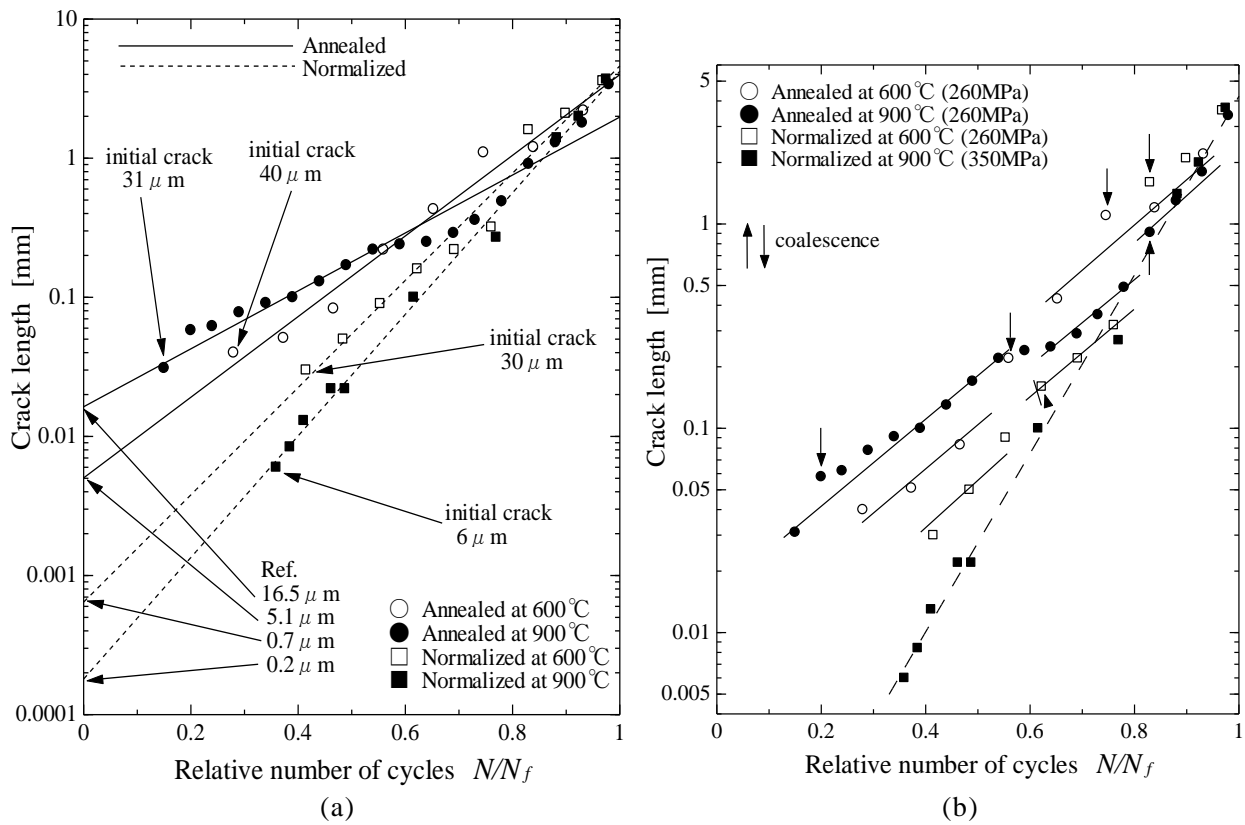 10
1
0.1
0.01
0.001
0.0001
Crack length [mm]
Annealed
Normalized
initial crack
31 μ m
initial crack
40 μ m
initial crack
30 μ m
initial crack
6 μ m
Ref.
16.5 μ m
5.1 μ m
0.7 μ m
0.2 μ m
Annealed at 600℃
Annealed at 900℃
Normalized at 600℃
Normalized at 900℃
0 0.2 0.4 0.6 0.8 1
Relative number of cycles N/Nf
(a)
5
1
0.5
0.1
0.05
0.01
0.005
Crack length [mm]
Annealed at 600℃ (260MPa)
Annealed at 900℃ (260MPa)
Normalized at 600℃ (260MPa)
Normalized at 900℃ (350MPa)
coalescence
0 0.2 0.4 0.6 0.8 1
Relative number of cycles N/Nf
(b)